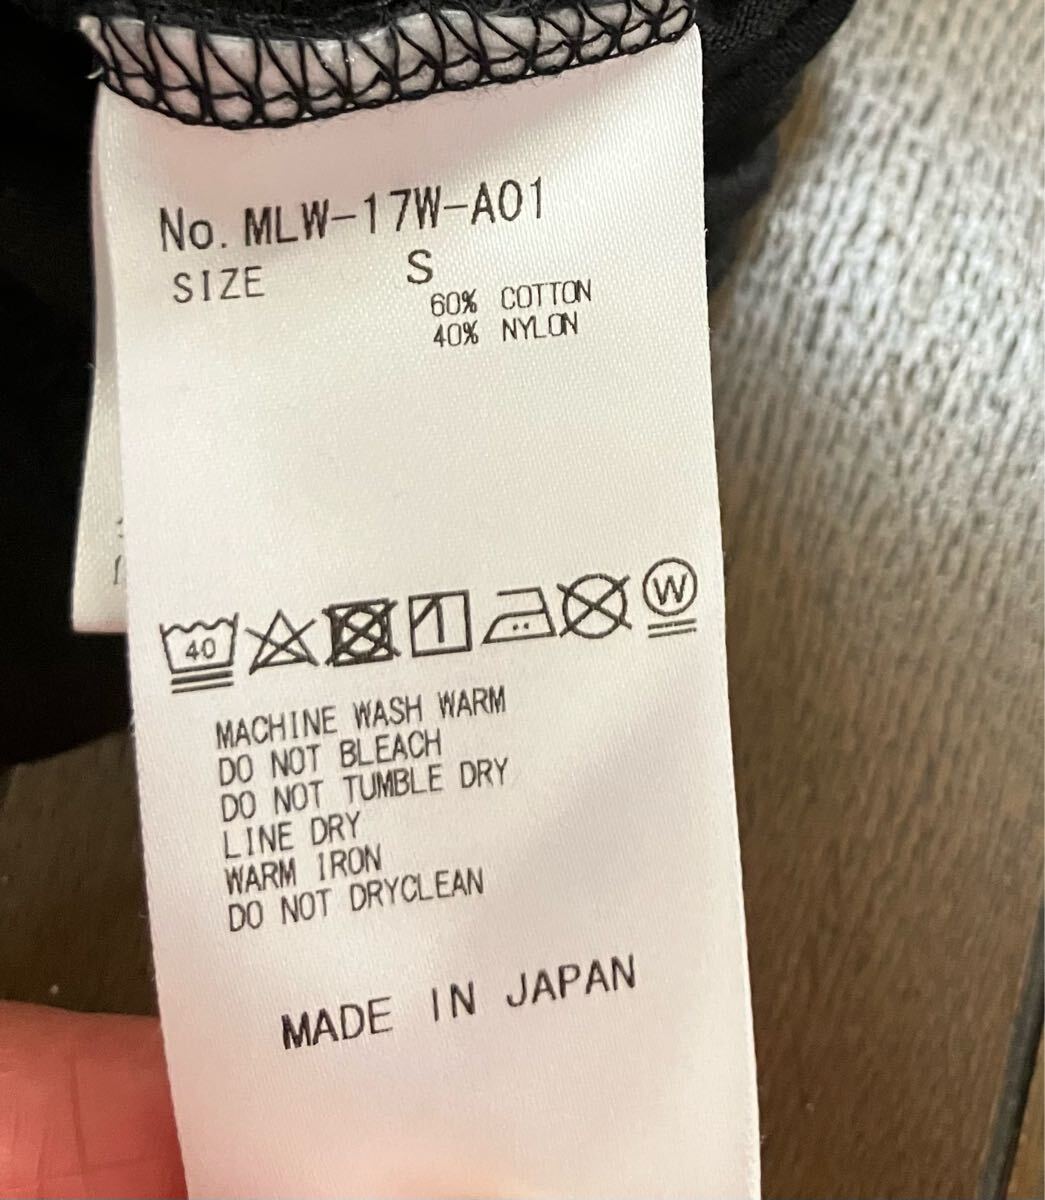 No. MLW-17W-A01
SIZE S
60% COTTON
40% NYLON
40 W
MACHINE WASH WARM
DO NOT BLEACH
DO NOT TUMBLE DRY
LINE DRY
WARM IRON
DO NOT DRYCLEAN
MADE IN JAPAN